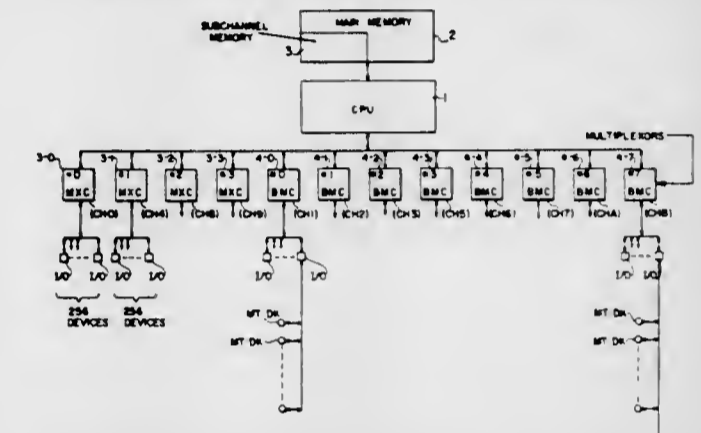 SUBCHANNEL
MEMORY
MAIN MEMORY
3
2
CPU
1
MULTIPLEXORS
3-0 3-1 3-2 3-3 4-0 4-1 4-2 4-3 4-4 4-5 4-6 4-7
#0 #1 #2 #3 #0 #1 #2 #3 #4 #5 #6 #7
MXC MXC MXC MXC BMC BMC BMC BMC BMC BMC BMC BMC
(CH0) (CH4) (CH8) (CH9) (CH1) (CH2) (CH3) (CH5) (CH6) (CH7) (CHA) (CHB)
I/O I/O I/O I/O I/O I/O I/O I/O
256 256
DEVICES DEVICES
MT DK MT DK
MT DK MT DK